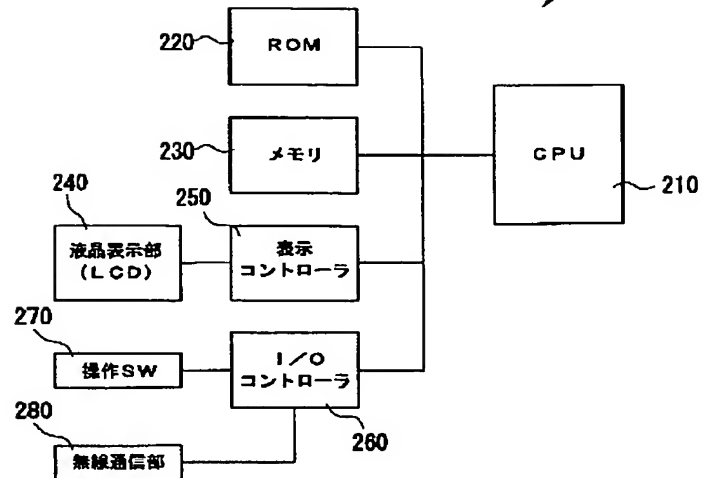 220
ROM
230
メモリ
CPU
210
240
250
液晶表示部
(LCD)
表示
コントローラ
270
操作SW
I/O
コントローラ
260
280
無線通信部